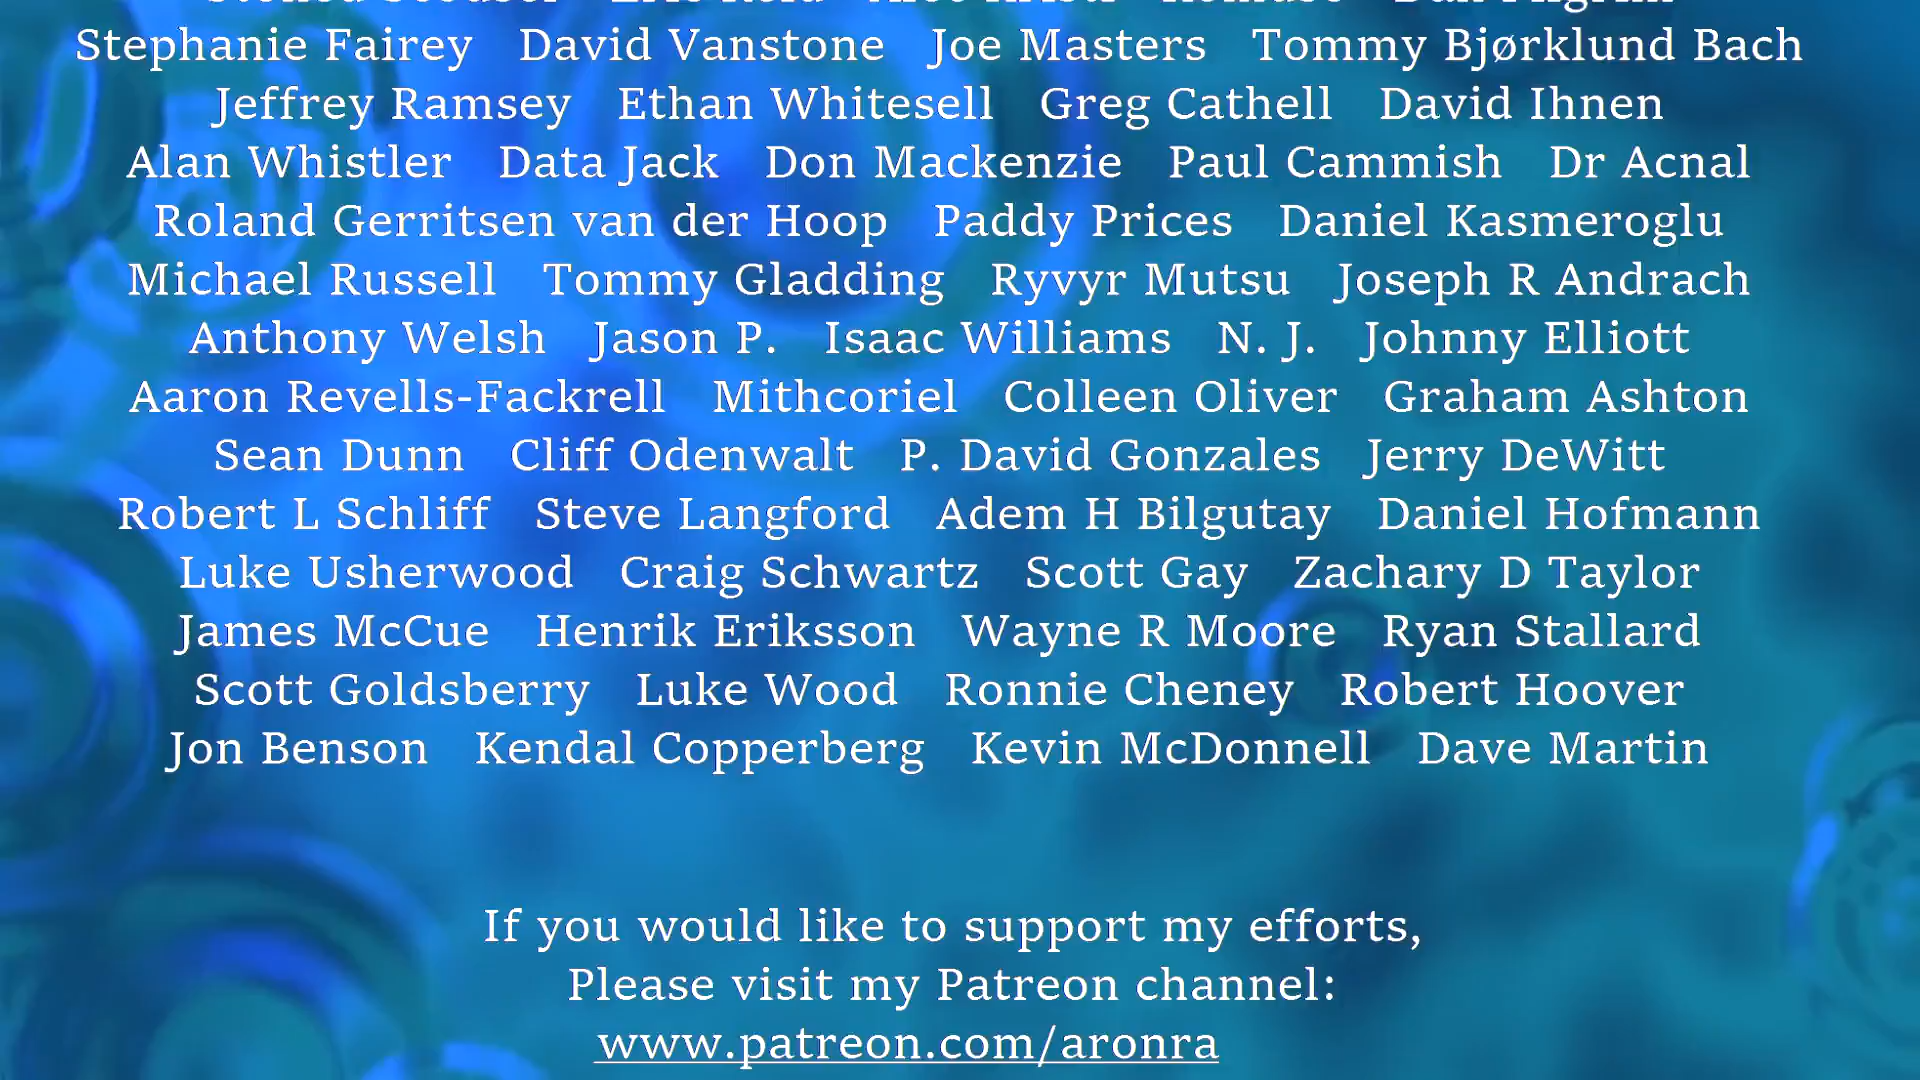 Stephanie Fairey David Vanstone Joe Masters Tommy Bjørklund Bach
Jeffrey Ramsey Ethan Whitesell Greg Cathell David Ihnen
Alan Whistler Data Jack Don Mackenzie Paul Cammish Dr Acnal
Roland Gerritsen van der Hoop Paddy Prices Daniel Kasmeroglu
Michael Russell Tommy Gladding Ryvyr Mutsu Joseph R Andrach
Anthony Welsh Jason P. Isaac Williams N. J. Johnny Elliott
Aaron Revells-Fackrell Mithcoriel Colleen Oliver Graham Ashton
Sean Dunn Cliff Odenwalt P. David Gonzales Jerry DeWitt
Robert L Schliff Steve Langford Adem H Bilgutay Daniel Hofmann
Luke Usherwood Craig Schwartz Scott Gay Zachary D Taylor
James McCue Henrik Eriksson Wayne R Moore Ryan Stallard
Scott Goldsberry Luke Wood Ronnie Cheney Robert Hoover
Jon Benson Kendal Copperberg Kevin McDonnell Dave Martin
If you would like to support my efforts,
Please visit my Patreon channel:
www.patreon.com/aronra